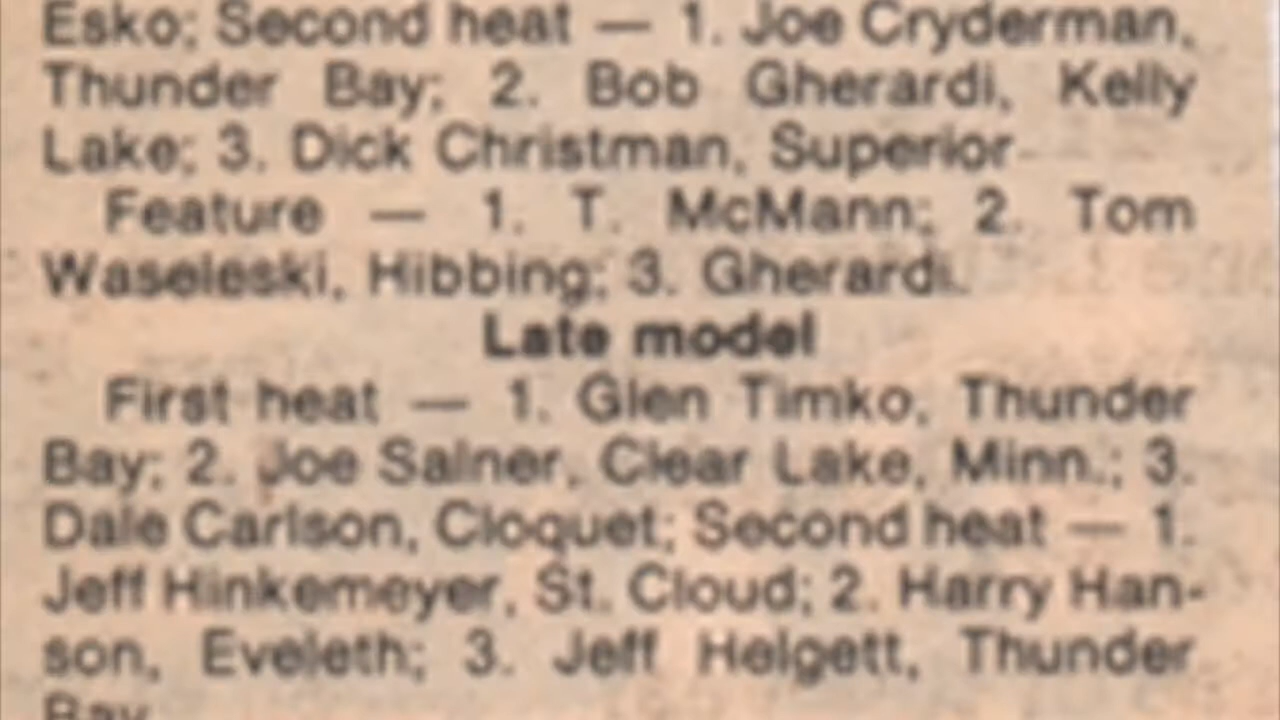 Esko; Second heat — 1. Joe Cryderman,
Thunder Bay; 2. Bob Gherardi, Kelly
Lake; 3. Dick Christman, Superior
Feature — 1. T. McMann; 2. Tom
Waseleski, Hibbing; 3. Gherardi.
Late model
First heat — 1. Glen Timko, Thunder
Bay; 2. Joe Salner, Clear Lake, Minn.; 3.
Dale Carlson, Cloquet; Second heat — 1.
Jeff Hinkemeyer, St. Cloud; 2. Harry Han-
son, Eveleth; 3. Jeff Helgett, Thunder
Bay